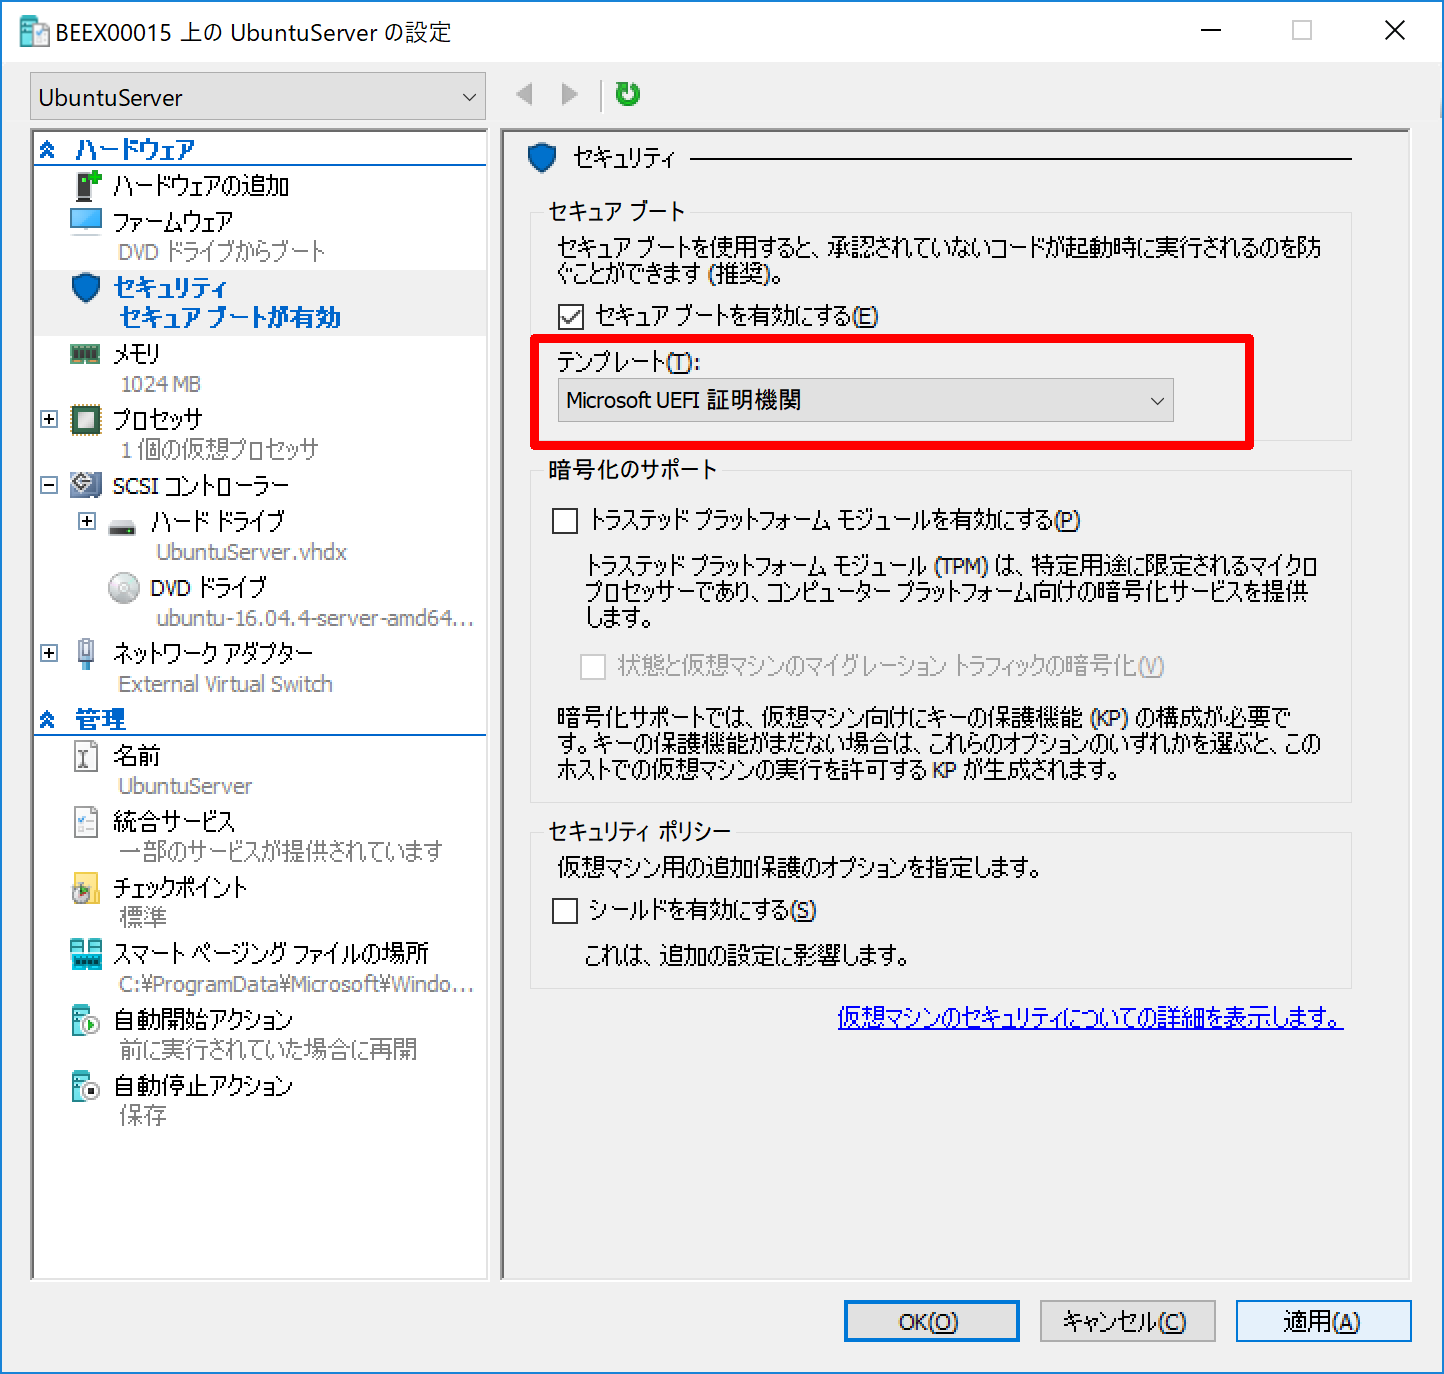 BEEX00015 上の UbuntuServer の設定
UbuntuServer
ハードウェア
ハードウェアの追加
ファームウェア
DVD ドライブからブート
セキュリティ
セキュア ブートが有効
メモリ
1024 MB
プロセッサ
1 個の仮想プロセッサ
SCSI コントローラー
ハード ドライブ
UbuntuServer.vhdx
DVD ドライブ
ubuntu-16.04.4-server-amd64...
ネットワーク アダプター
External Virtual Switch
管理
名前
UbuntuServer
統合サービス
一部のサービスが提供されています
チェックポイント
標準
スマート ページング ファイルの場所
C:¥ProgramData¥Microsoft¥Windo...
自動開始アクション
前に実行されていた場合に再開
自動停止アクション
保存
セキュリティ
セキュア ブート
セキュア ブートを使用すると、承認されていないコードが起動時に実行されるのを防
ぐことができます (推奨)。
セキュア ブートを有効にする(E)
テンプレート(T):
Microsoft UEFI 証明機関
暗号化のサポート
トラステッド プラットフォーム モジュールを有効にする(P)
トラステッド プラットフォーム モジュール (TPM) は、特定用途に限定されるマイクロ
プロセッサーであり、コンピューター プラットフォーム向けの暗号化サービスを提供
します。
状態と仮想マシンのマイグレーション トラフィックの暗号化(V)
暗号化サポートでは、仮想マシン向けにキーの保護機能 (KP) の構成が必要で
す。キーの保護機能がまだない場合は、これらのオプションのいずれかを選ぶと、この
ホストでの仮想マシンの実行を許可する KP が生成されます。
セキュリティ ポリシー
仮想マシン用の追加保護のオプションを指定します。
シールドを有効にする(S)
これは、追加の設定に影響します。
仮想マシンのセキュリティについての詳細を表示します。
OK(O)
キャンセル(C)
適用(A)